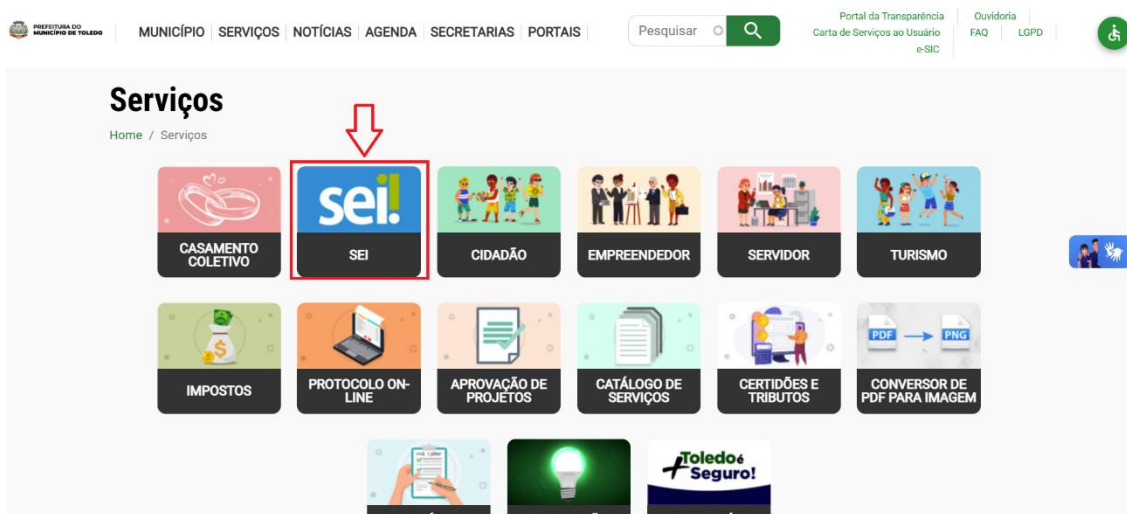 PREFEITURA DO
MUNICÍPIO DE TOLEDO
MUNICÍPIO
SERVIÇOS
NOTÍCIAS
AGENDA
SECRETARIAS
PORTAIS
Pesquisar
Portal da Transparência
Ouvidoria
Carta de Serviços ao Usuário
FAQ
LGPD
e-SIC
Serviços
Home / Serviços
sei!
CASAMENTO
COLETIVO
SEI
CIDADÃO
EMPREENDEDOR
SERVIDOR
TURISMO
PDF
PNG
IMPOSTOS
PROTOCOLO ON-
LINE
APROVAÇÃO DE
PROJETOS
CATÁLOGO DE
SERVIÇOS
CERTIDÕES E
TRIBUTOS
CONVERSOR DE
PDF PARA IMAGEM
+Toledo é
Seguro!